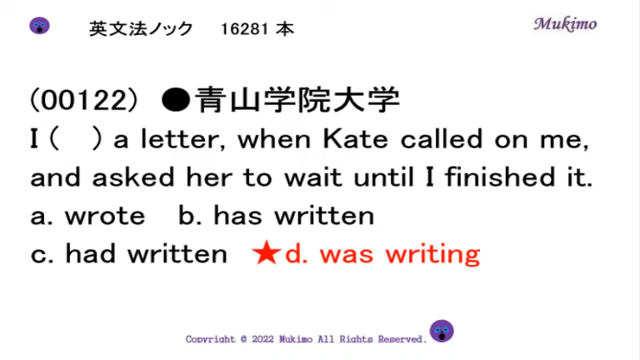 英文法ノック 16281 本 Mukimo
(00122) ●青山学院大学
I ( ) a letter, when Kate called on me,
and asked her to wait until I finished it.
a. wrote b. has written
c. had written ★d. was writing
Copyright @ 2022 Mukimo All Rights Reserved.